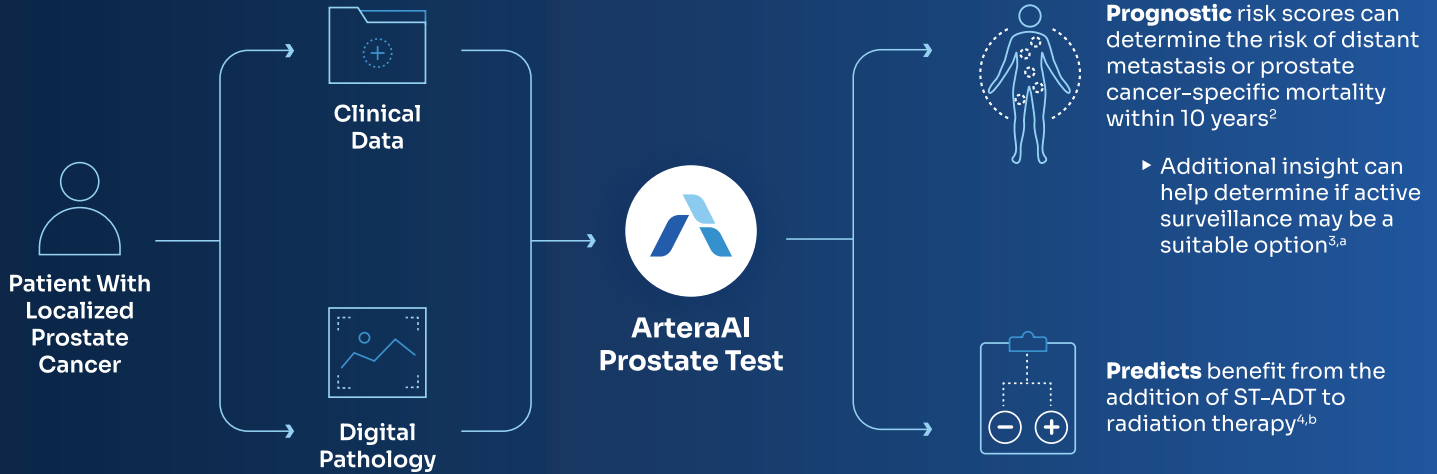 Patient With
Localized
Prostate
Cancer
Clinical
Data
Digital
Pathology
ArteraAI
Prostate Test
Prognostic risk scores can
determine the risk of distant
metastasis or prostate
cancer-specific mortality
within 10 years²
▸ Additional insight can
help determine if active
surveillance may be a
suitable option³,ᵃ
Predicts benefit from the
addition of ST-ADT to
radiation therapy⁴,ᵇ